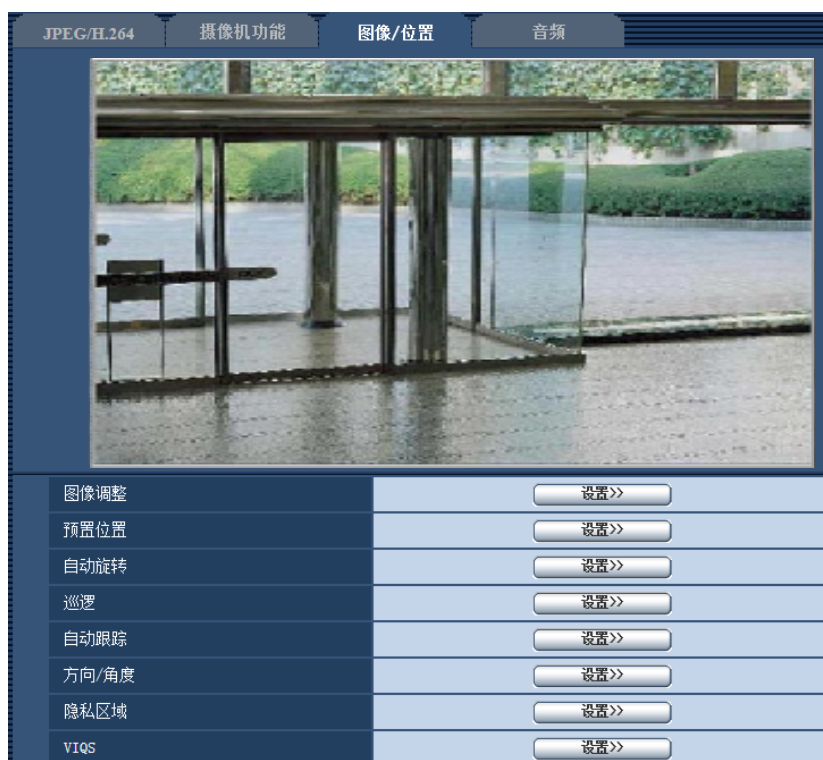 JPEG/H.264 摄像机功能 图像/位置 音频
图像调整 设置>>
预置位置 设置>>
自动旋转 设置>>
巡逻 设置>>
自动跟踪 设置>>
方向/角度 设置>>
隐私区域 设置>>
VIQS 设置>>